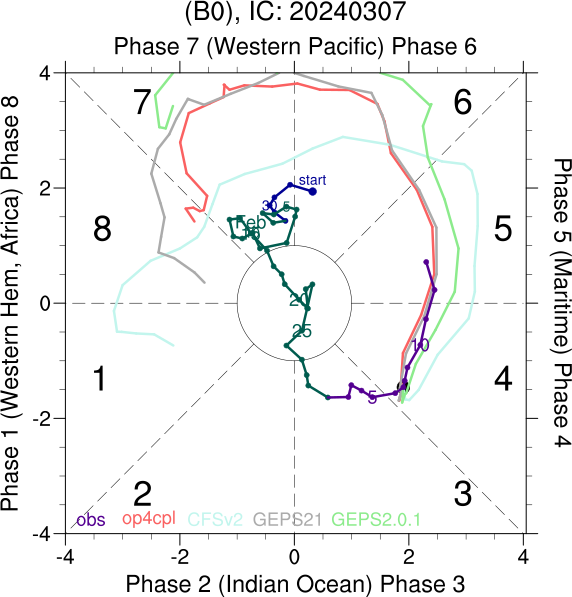 (B0), IC: 20240307
Phase 7 (Western Pacific) Phase 6
4
7
6
start
2
30
5
Feb
8
5
0
20
25
10
1
4
5
-2
2
3
obs op4cpl CFSv2 GEPS21 GEPS2.0.1
-4
-4 -2 0 2 4
Phase 2 (Indian Ocean) Phase 3
Phase 1 (Western Hem, Africa) Phase 8
Phase 5 (Maritime) Phase 4